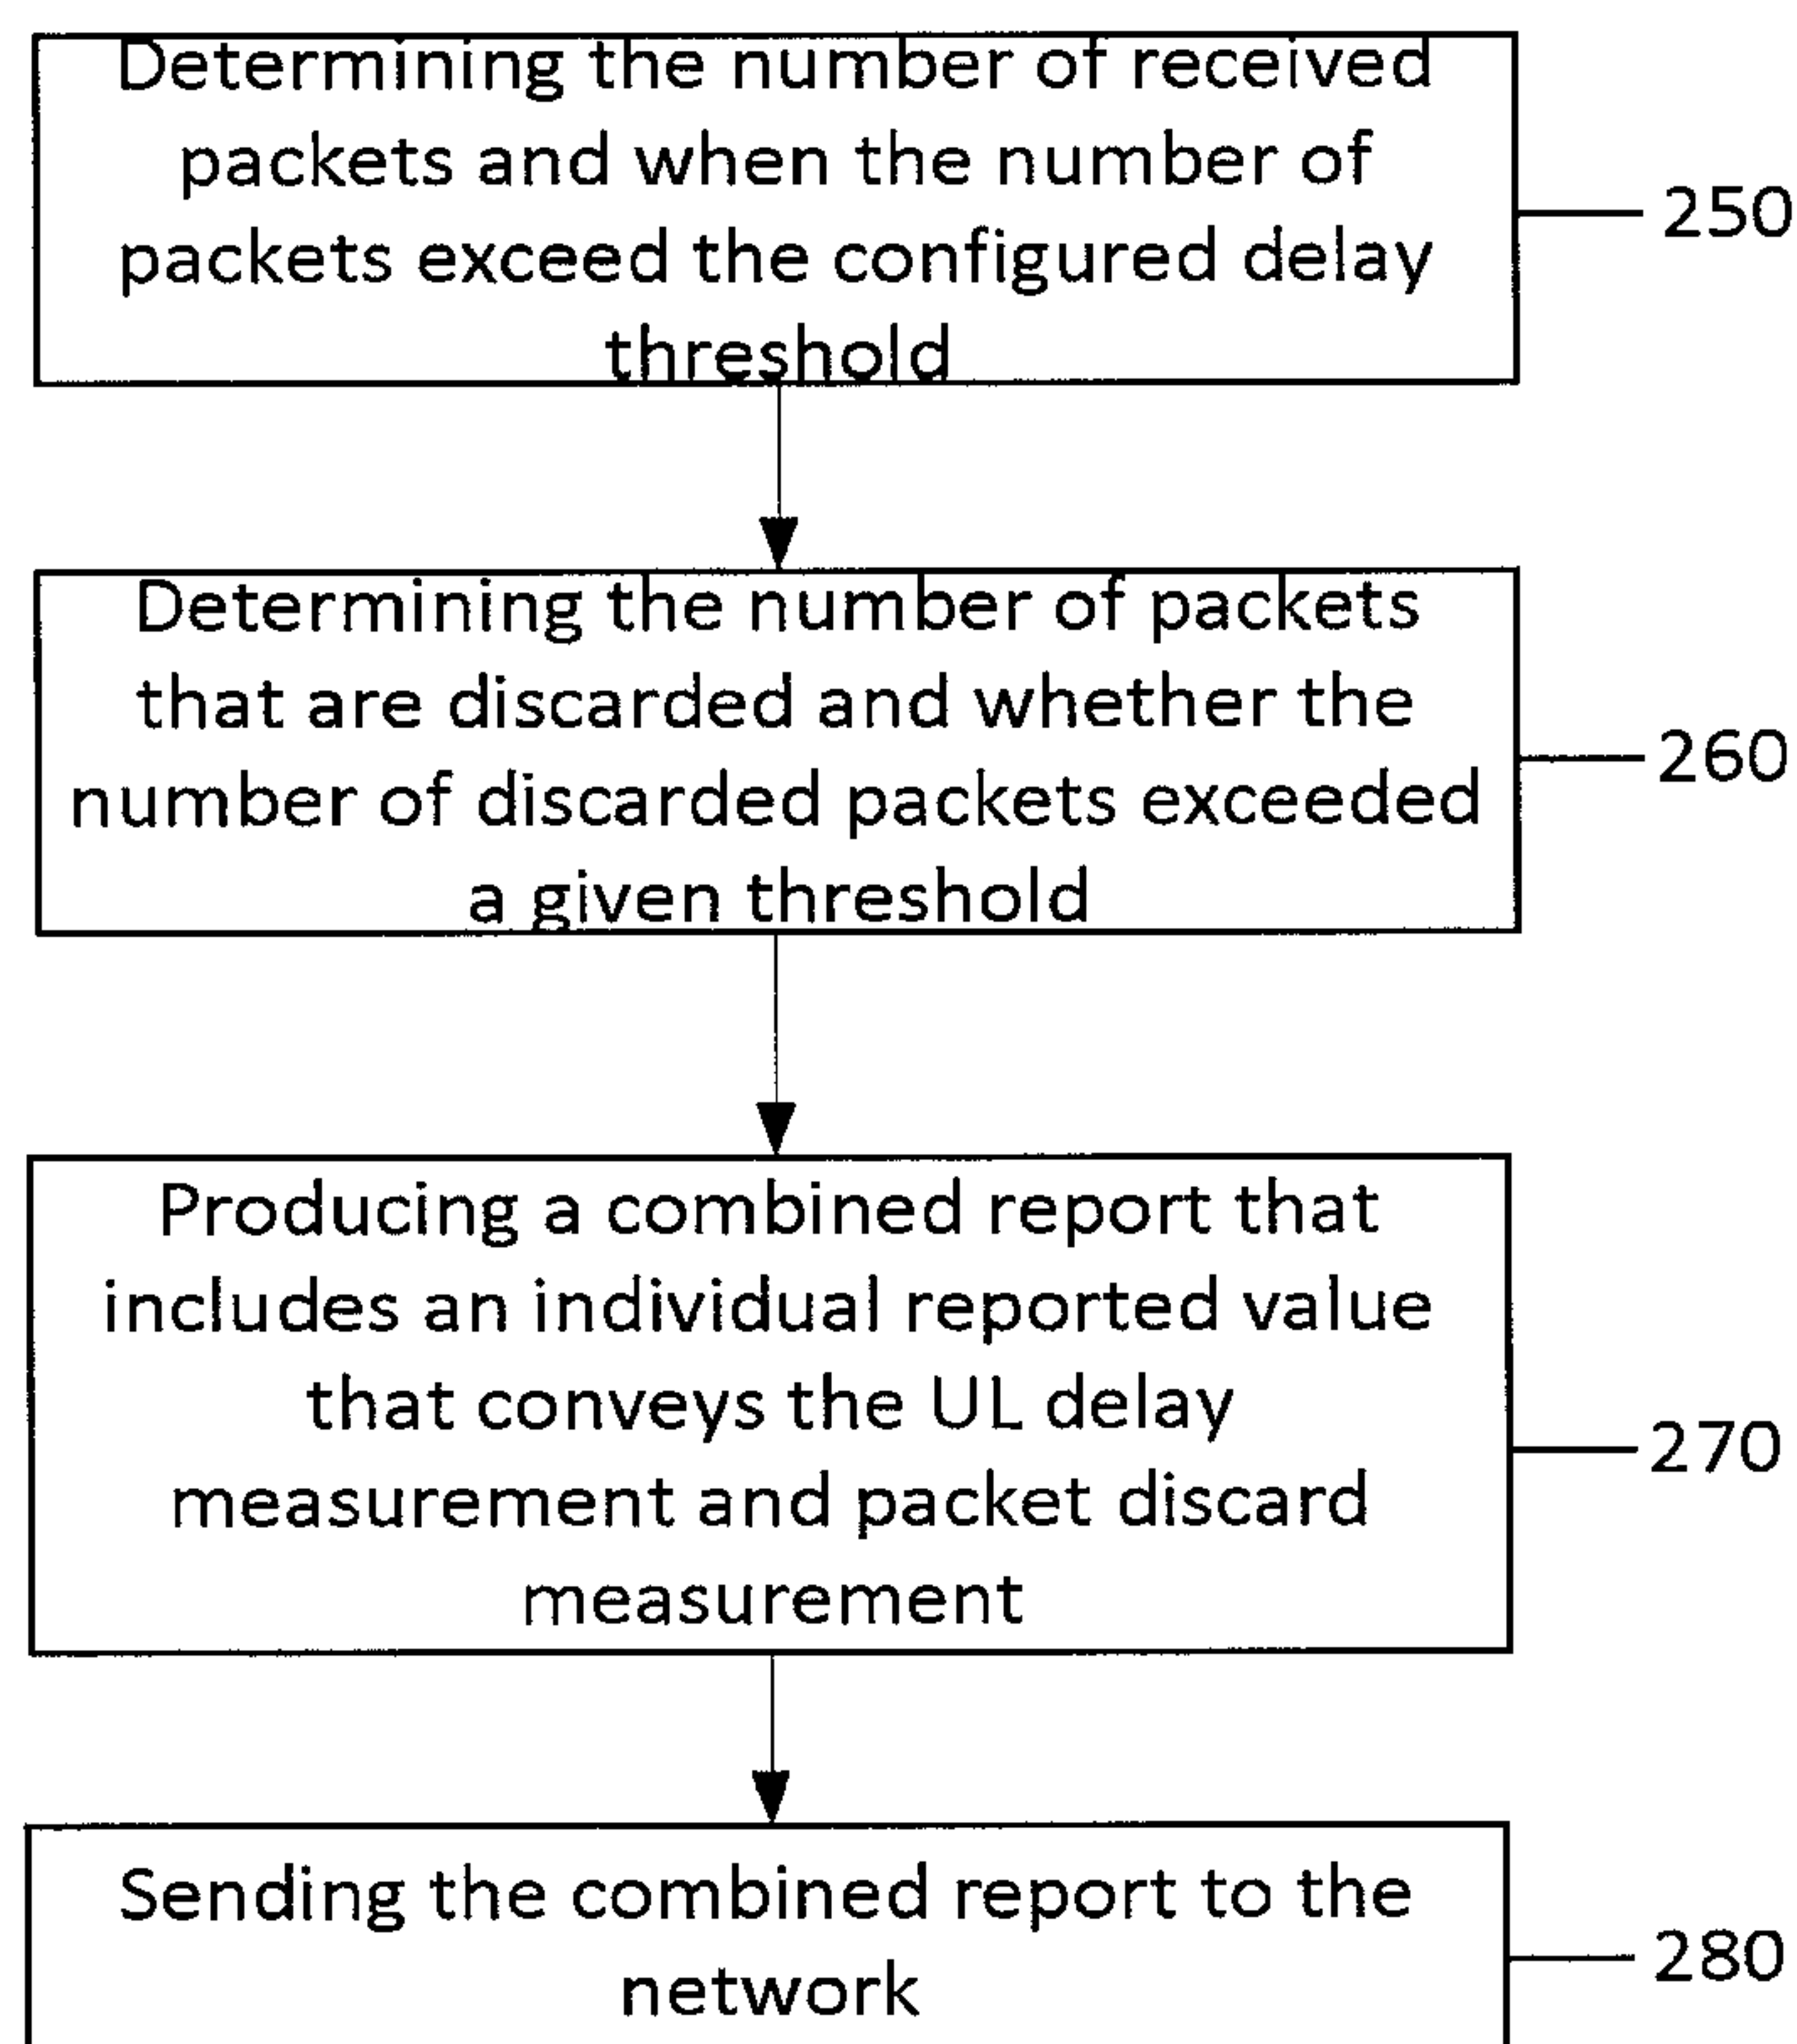 Determining the number of received
packets and when the number of
packets exceed the configured delay
threshold
250
Determining the number of packets
that are discarded and whether the
number of discarded packets exceeded
a given threshold
260
Producing a combined report that
includes an individual reported value
that conveys the UL delay
measurement and packet discard
measurement
270
Sending the combined report to the
network
280